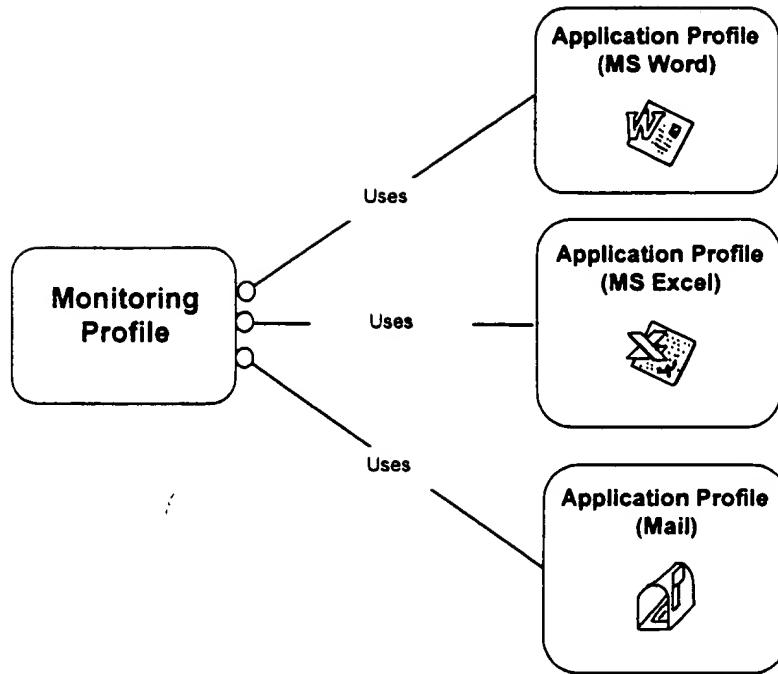 Application Profile
(MS Word)
W
Uses
Monitoring
Profile
Uses
Application Profile
(MS Excel)
Uses
Application Profile
(Mail)